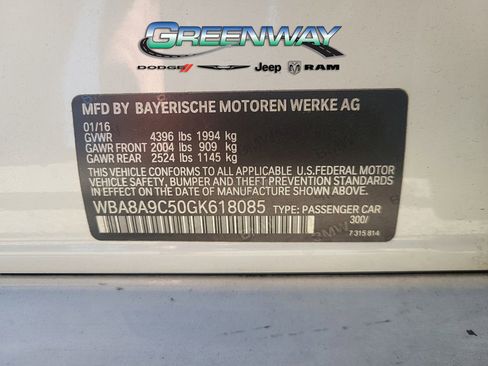 GREENWAY
DODGE Jeep RAM
MFD BY BAYERISCHE MOTOREN WERKE AG
01/16
GVWR 4396 lbs 1994 kg
GAWR FRONT 2004 lbs 909 kg
GAWR REAR 2524 lbs 1145 kg
THIS VEHICLE CONFORMS TO ALL APPLICABLE U.S.FEDERAL MOTOR
VEHICLE SAFETY, BUMPER AND THEFT PREVENTION STANDARDS
IN EFFECT ON THE DATE OF MANUFACTURE SHOWN ABOVE.
WBA8A9C50GK618085 TYPE: PASSENGER CAR
300/
7315814